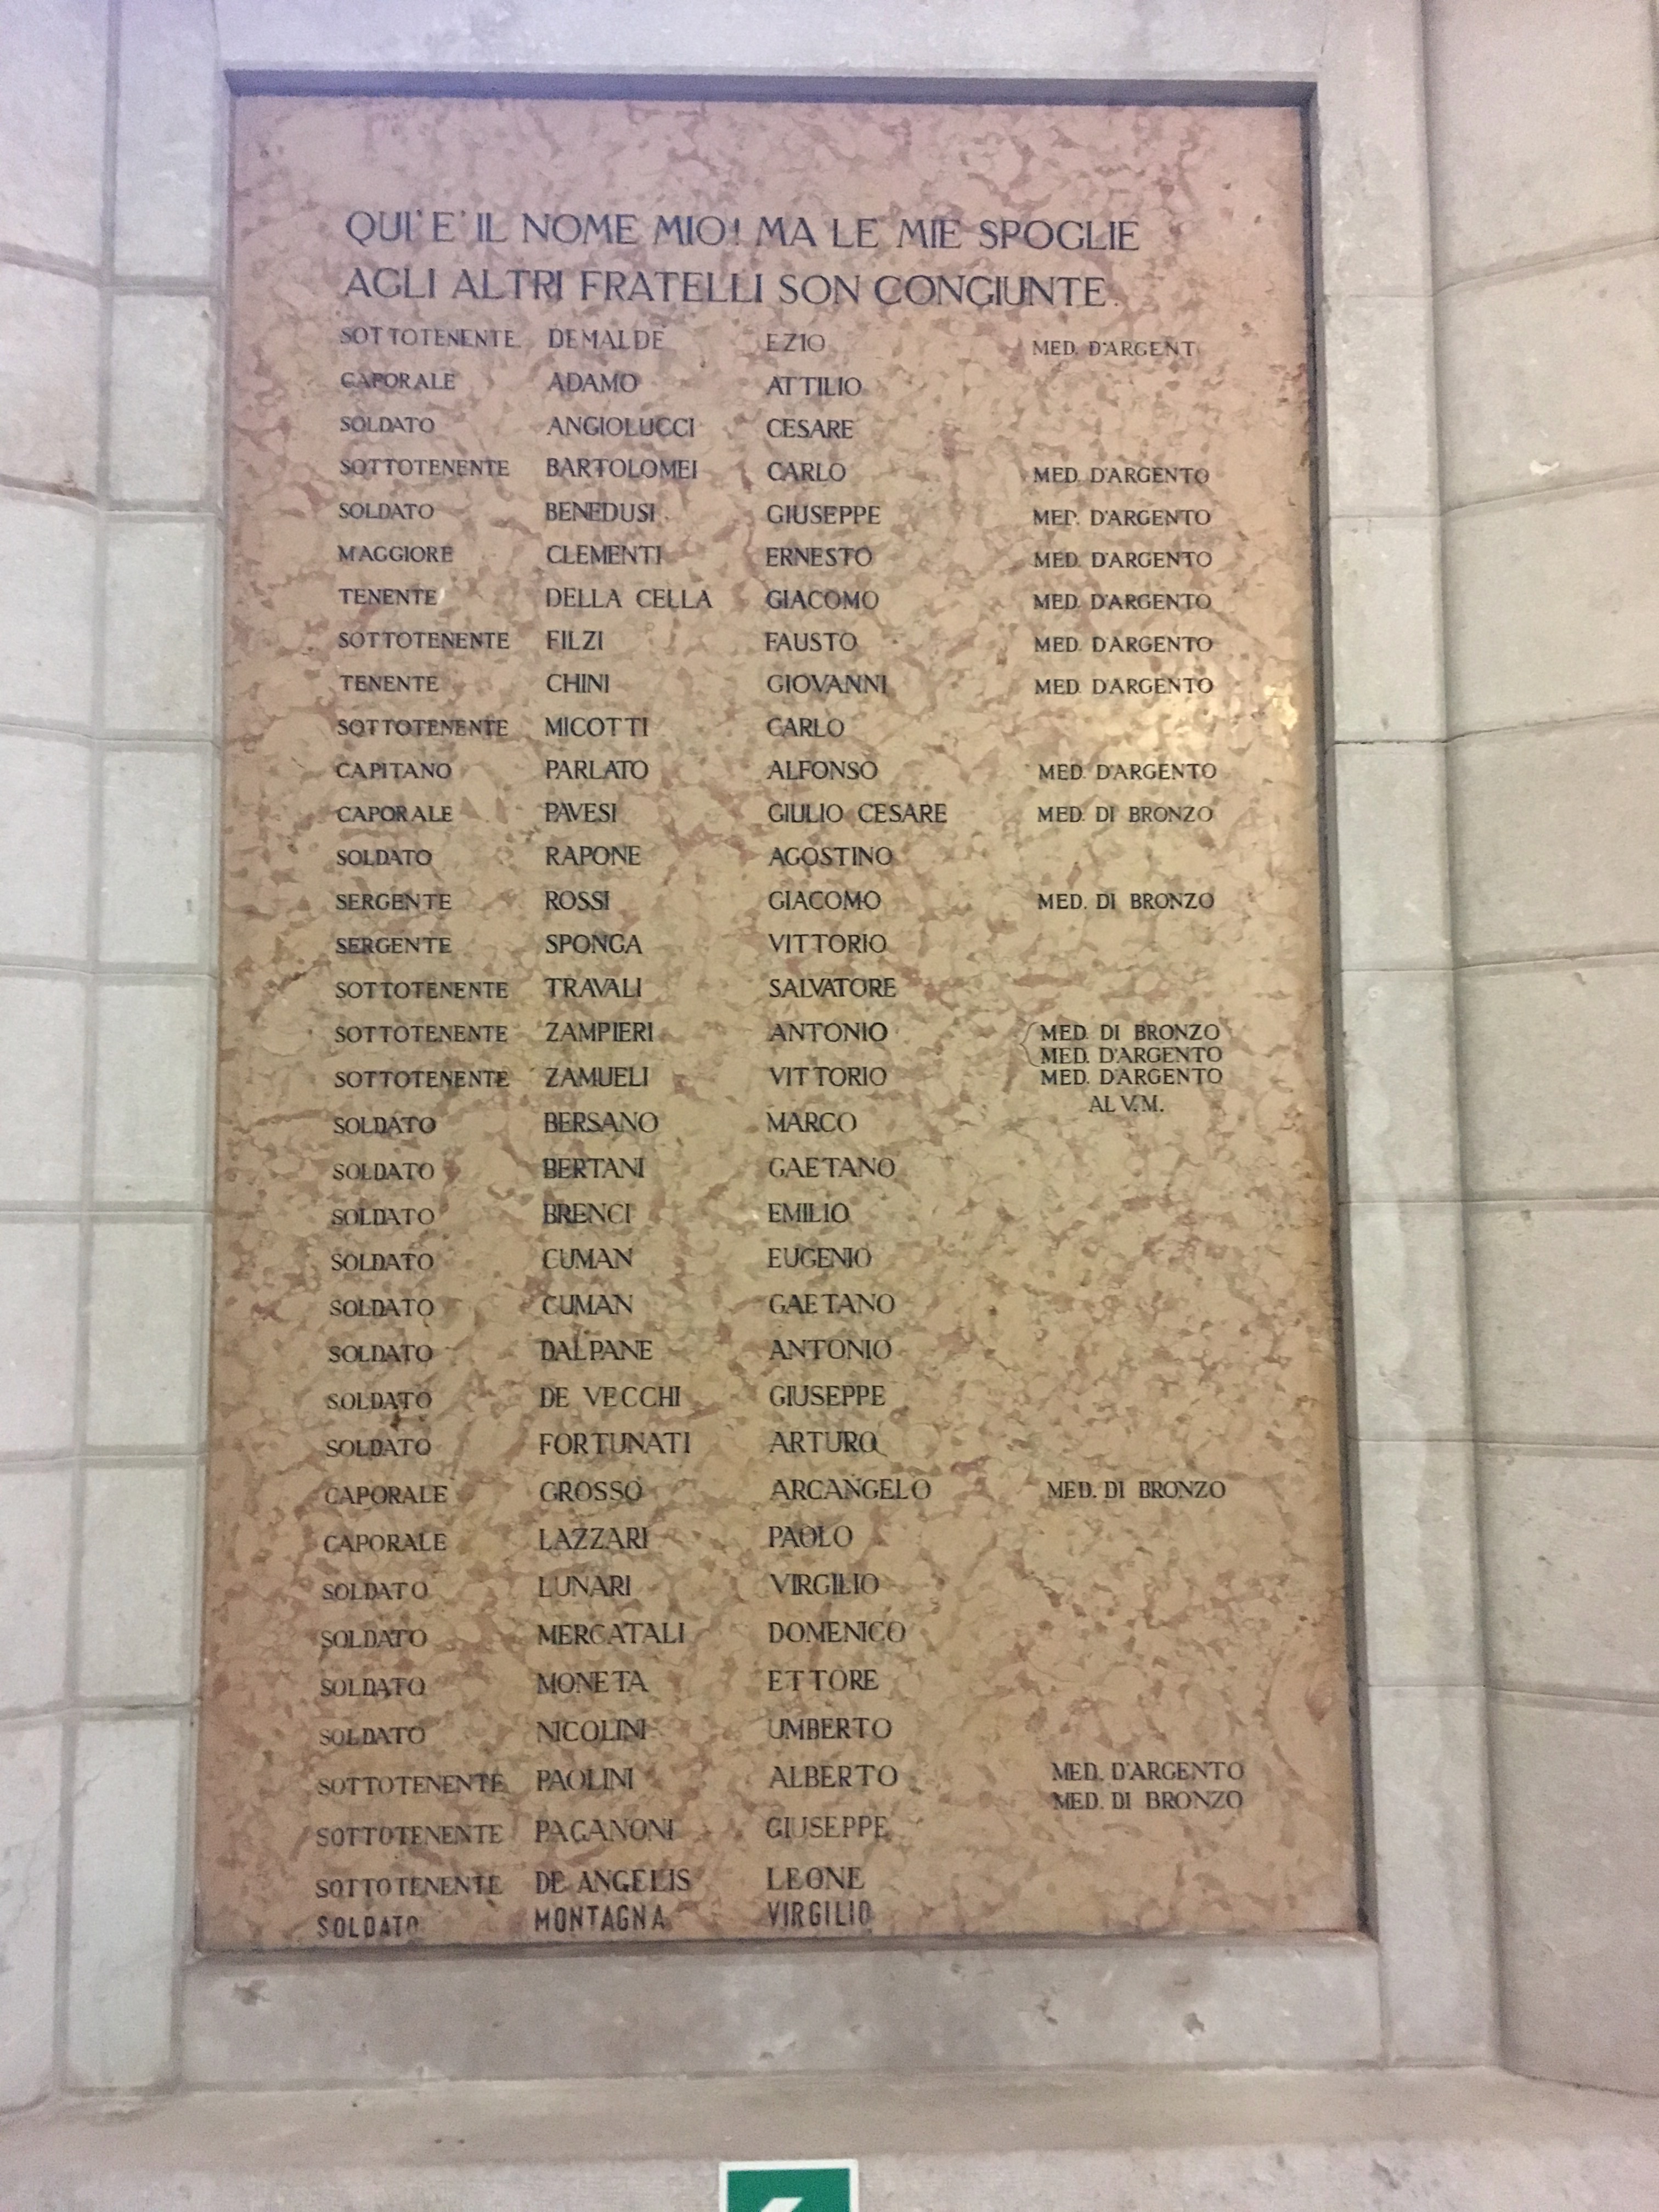 QUI' E' IL NOME MIO! MA LE MIE SPOGLIE
AGLI ALTRI FRATELLI SON CONGIUNTE.
SOTTOTENENTE DEMALDE' EZIO MED. D'ARGENT
CAPORALE ADAMO ATTILIO
SOLDATO ANGIOLUCCI CESARE
SOTTOTENENTE BARTOLOMEI CARLO MED. D'ARGENTO
SOLDATO BENEDUSI GIUSEPPE MED. D'ARGENTO
MAGGIORE CLEMENTI ERNESTO MED. D'ARGENTO
TENENTE DELLA CELLA GIACOMO MED. D'ARGENTO
SOTTOTENENTE FILZI FAUSTO MED. D'ARGENTO
TENENTE CHINI GIOVANNI MED. D'ARGENTO
SOTTOTENENTE MICOTTI CARLO
CAPITANO PARLATO ALFONSO MED. D'ARGENTO
CAPORALE PAVESI GIULIO CESARE MED. DI BRONZO
SOLDATO RAPONE AGOSTINO
SERGENTE ROSSI GIACOMO MED. DI BRONZO
SERGENTE SPONGA VITTORIO
SOTTOTENENTE TRAVALI SALVATORE
SOTTOTENENTE ZAMPIERI ANTONIO MED. DI BRONZO
MED. D'ARGENTO
SOTTOTENENTE ZAMUELI VITTORIO MED. D'ARGENTO
AL V.M.
SOLDATO BERSANO MARCO
SOLDATO BERTANI GAETANO
SOLDATO BRENCI EMILIO
SOLDATO CUMAN EUGENIO
SOLDATO CUMAN GAETANO
SOLDATO DALPANE ANTONIO
SOLDATO DE VECCHI GIUSEPPE
SOLDATO FORTUNATI ARTURO
CAPORALE GROSSO ARCANGELO MED. DI BRONZO
CAPORALE LAZZARI PAOLO
SOLDATO LUNARI VIRGILIO
SOLDATO MERCATALI DOMENICO
SOLDATO MONETA ETTORE
SOLDATO NICOLINI UMBERTO
SOTTOTENENTE PAOLINI ALBERTO MED. D'ARGENTO
MED. DI BRONZO
SOTTOTENENTE PAGANONI GIUSEPPE
SOTTOTENENTE DE ANGELIS LEONE
SOLDATO MONTAGNA VIRGILIO